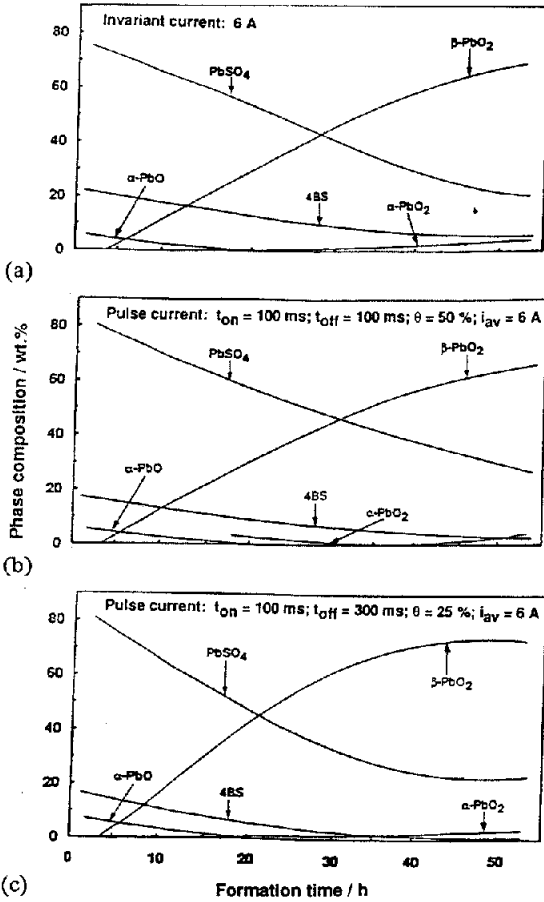 Invariant current: 6 A
β-PbO₂
PbSO₄
α-PbO
4BS
α-PbO₂
80
60
40
20
0
(a)
Pulse current: ton = 100 ms; toff = 100 ms; θ = 50 %; iav = 6 A
PbSO₄
β-PbO₂
α-PbO
4BS
α-PbO₂
80
60
40
20
0
(b)
Phase composition / wt.%
Pulse current: ton = 100 ms; toff = 300 ms; θ = 25 %; iav = 6 A
PbSO₄
β-PbO₂
α-PbO
4BS
α-PbO₂
80
60
40
20
0
0 10 20 30 40 50
(c)
Formation time / h